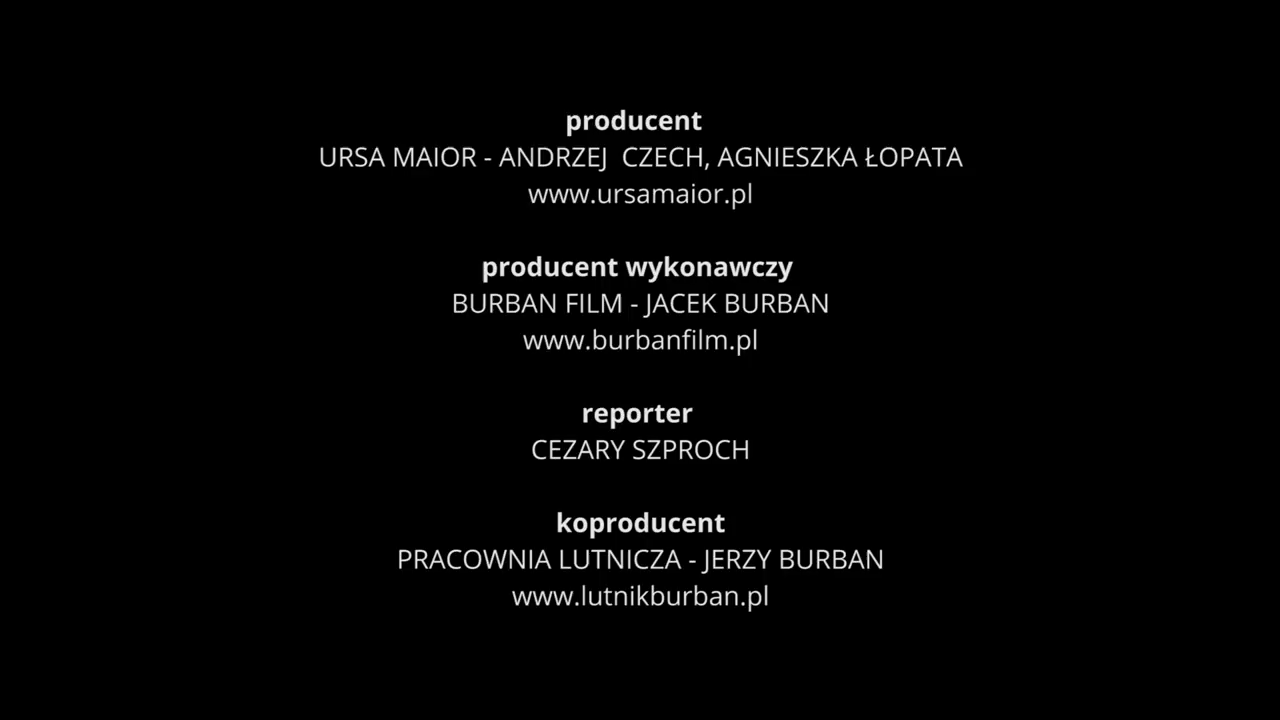 producent
URSA MAIOR - ANDRZEJ  CZECH, AGNIESZKA ŁOPATA
www.ursamaior.pl
producent wykonawczy
BURBAN FILM - JACEK BURBAN
www.burbanfilm.pl
reporter
CEZARY SZPROCH
koproducent
PRACOWNIA LUTNICZA - JERZY BURBAN
www.lutnikburban.pl